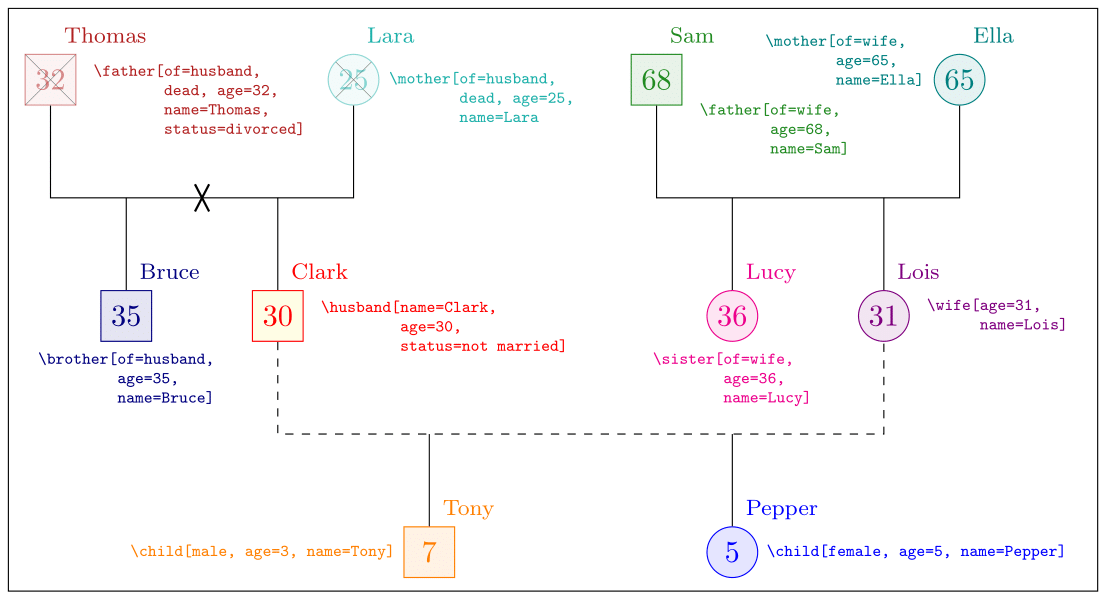 Thomas
32
\father[of=husband,
dead, age=32,
name=Thomas,
status=divorced]
Lara
25
\mother[of=husband,
dead, age=25,
name=Lara
Sam
68
\father[of=wife,
age=68,
name=Sam]
\mother[of=wife,
age=65,
name=Ella]
Ella
65
Bruce
35
\brother[of=husband,
age=35,
name=Bruce]
Clark
30
\husband[name=Clark,
age=30,
status=not married]
Lucy
36
\sister[of=wife,
age=36,
name=Lucy]
Lois
31
\wife[age=31,
name=Lois]
\child[male, age=3, name=Tony]
Tony
7
Pepper
5
\child[female, age=5, name=Pepper]